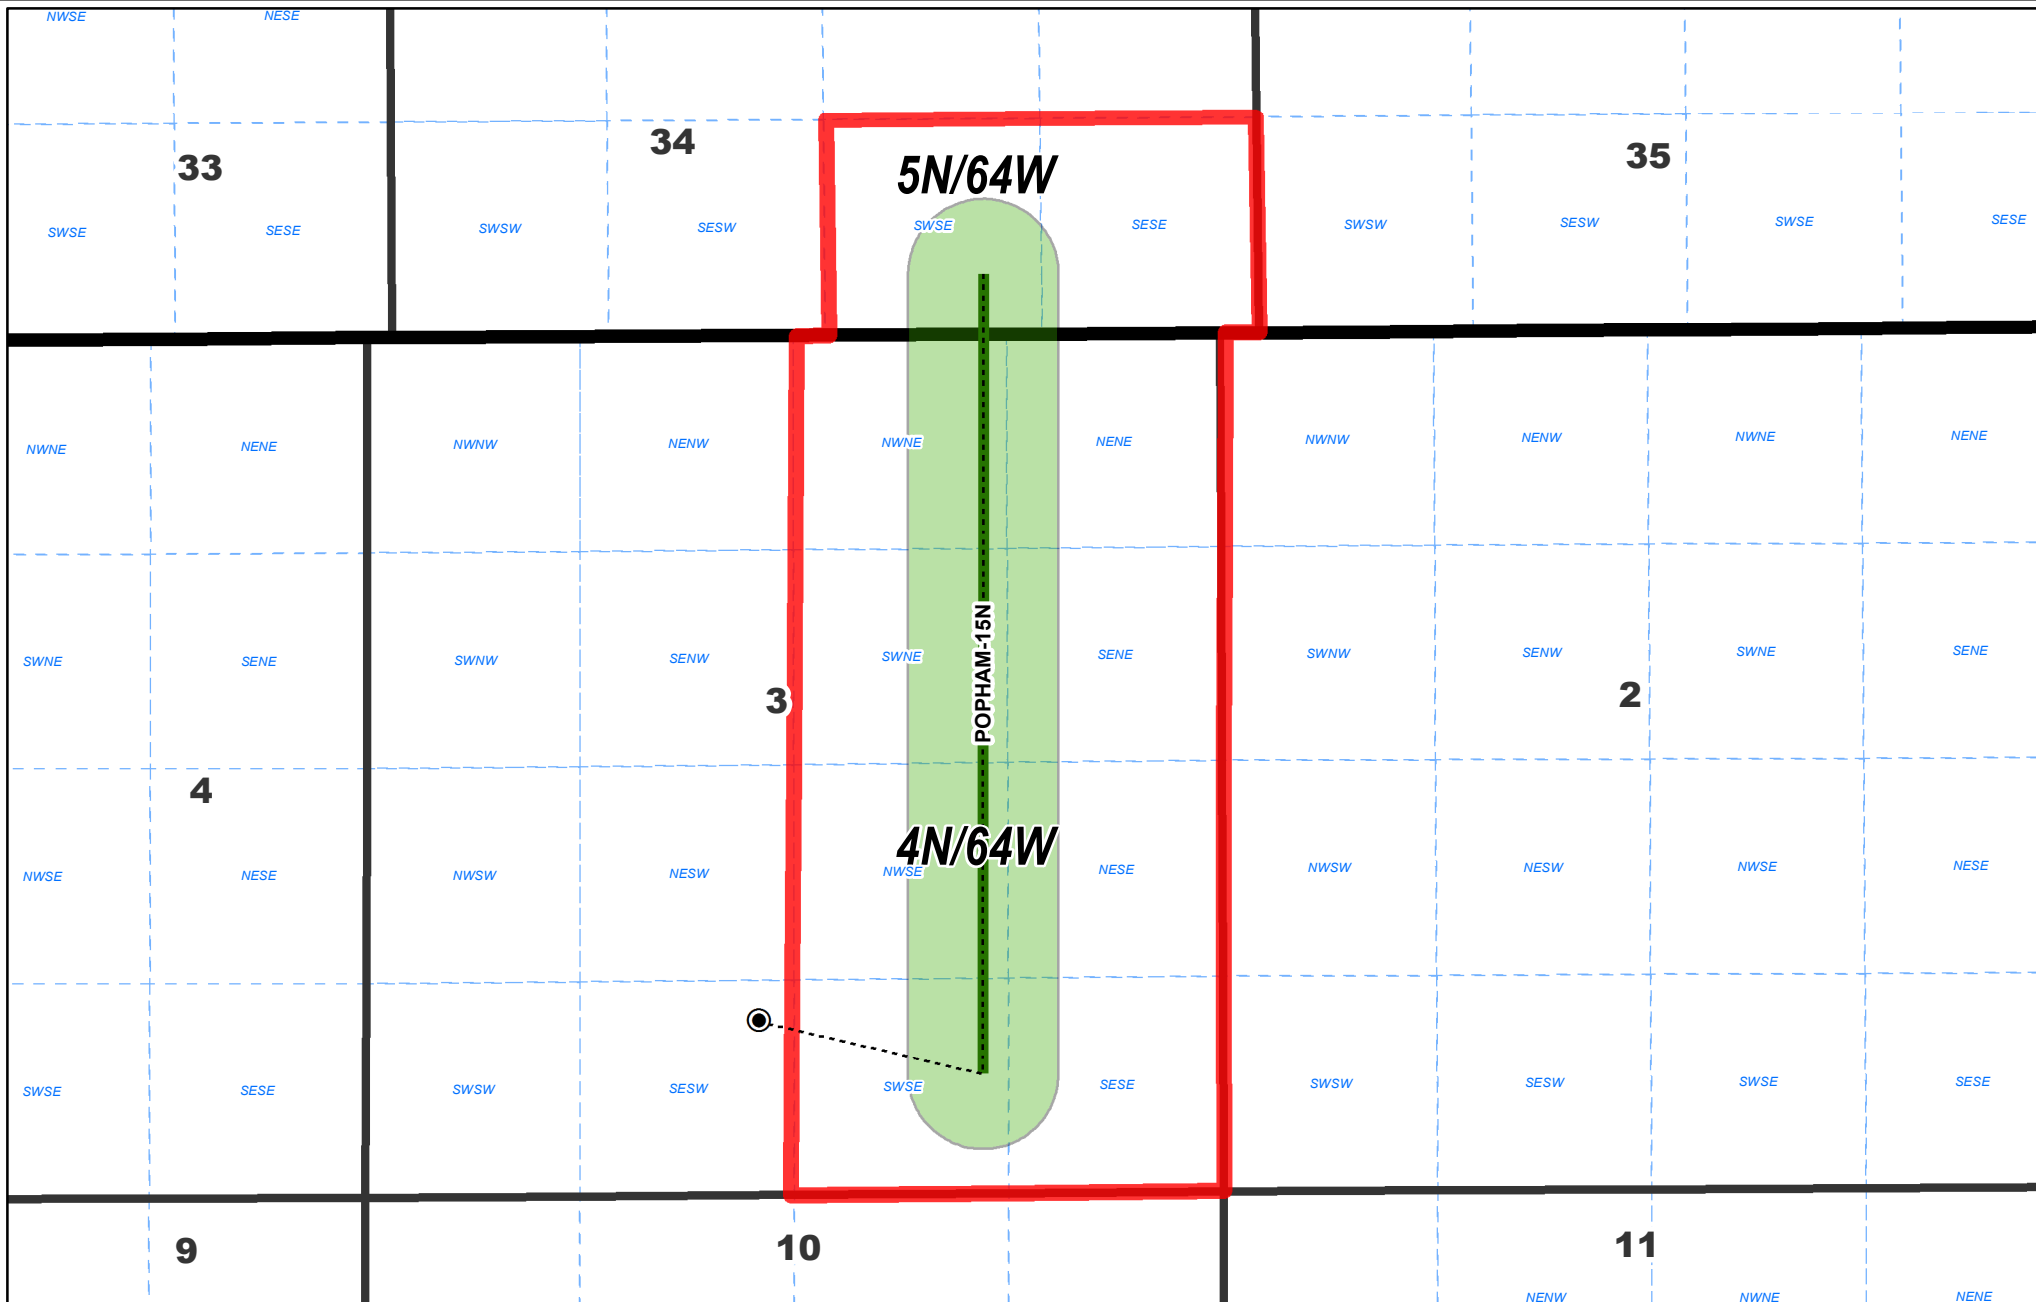 NWSE NESE
33 34 35
5N/64W
SWSE SESE SWSW SESW SWSE SESE SWSW SESW SWSE SESE
NWNE NENE NWNW NENW NWNE NENE NWNW NENW NWNE NENE
SWNE SENE SWNW SENW SWNE SENE SWNW SENW SWNE SENE
POPHAM-15N
3 2
4
4N/64W
NWSE NESE NWSW NESW NWSE NESE NWSW NESW NWSE NESE
SWSE SESE SWSW SESW SWSE SESE SWSW SESW SWSE SESE
9 10 11
NENW NWNE NENE